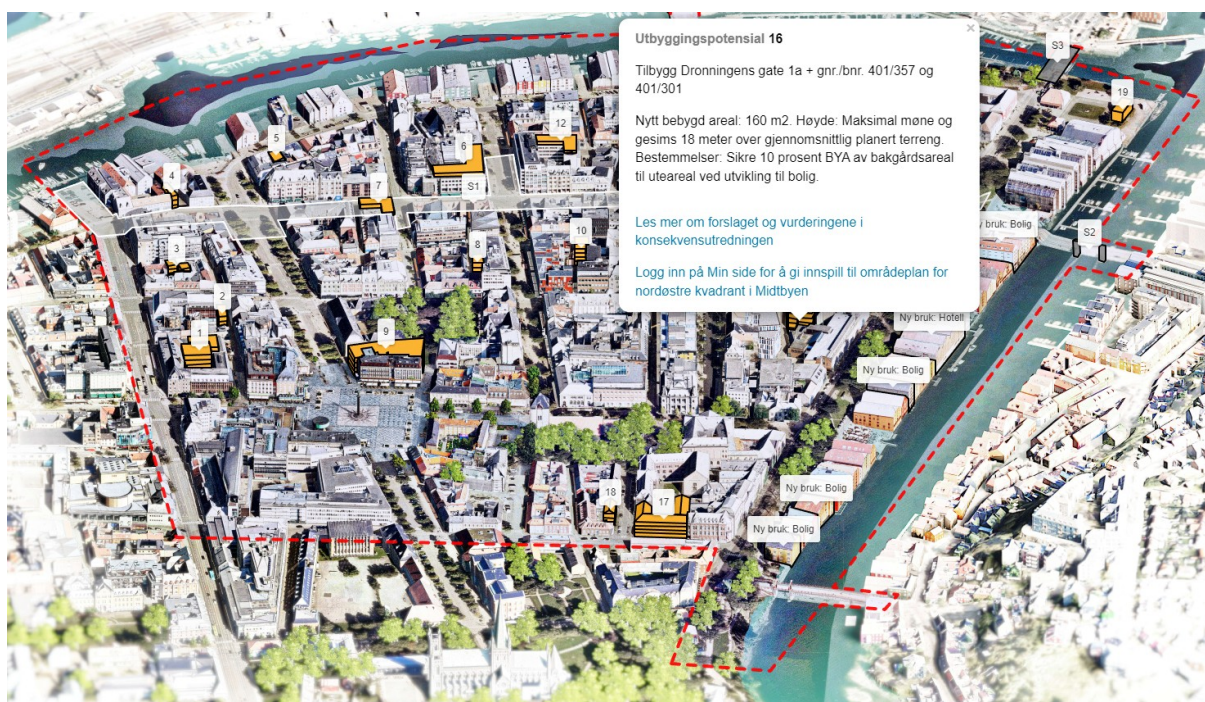 Utbyggingspotensial 16
×
Tilbygg Dronningens gate 1a + gnr./bnr. 401/357 og
401/301
Nytt bebygd areal: 160 m2. Høyde: Maksimal møne og
gesims 18 meter over gjennomsnittlig planert terreng.
Bestemmelser: Sikre 10 prosent BYA av bakgårdsareal
til uteareal ved utvikling til bolig.
Les mer om forslaget og vurderingene i
konsekvensutredningen
Logg inn på Min side for å gi innspill til områdeplan for
nordøstre kvadrant i Midtbyen
S3
19
12
5
6
4
S1
7
y bruk: Bolig
S2
3
8
10
2
Ny bruk: Hotell
1
9
Ny bruk: Bolig
Ny bruk: Bolig
18
17
Ny bruk: Bolig